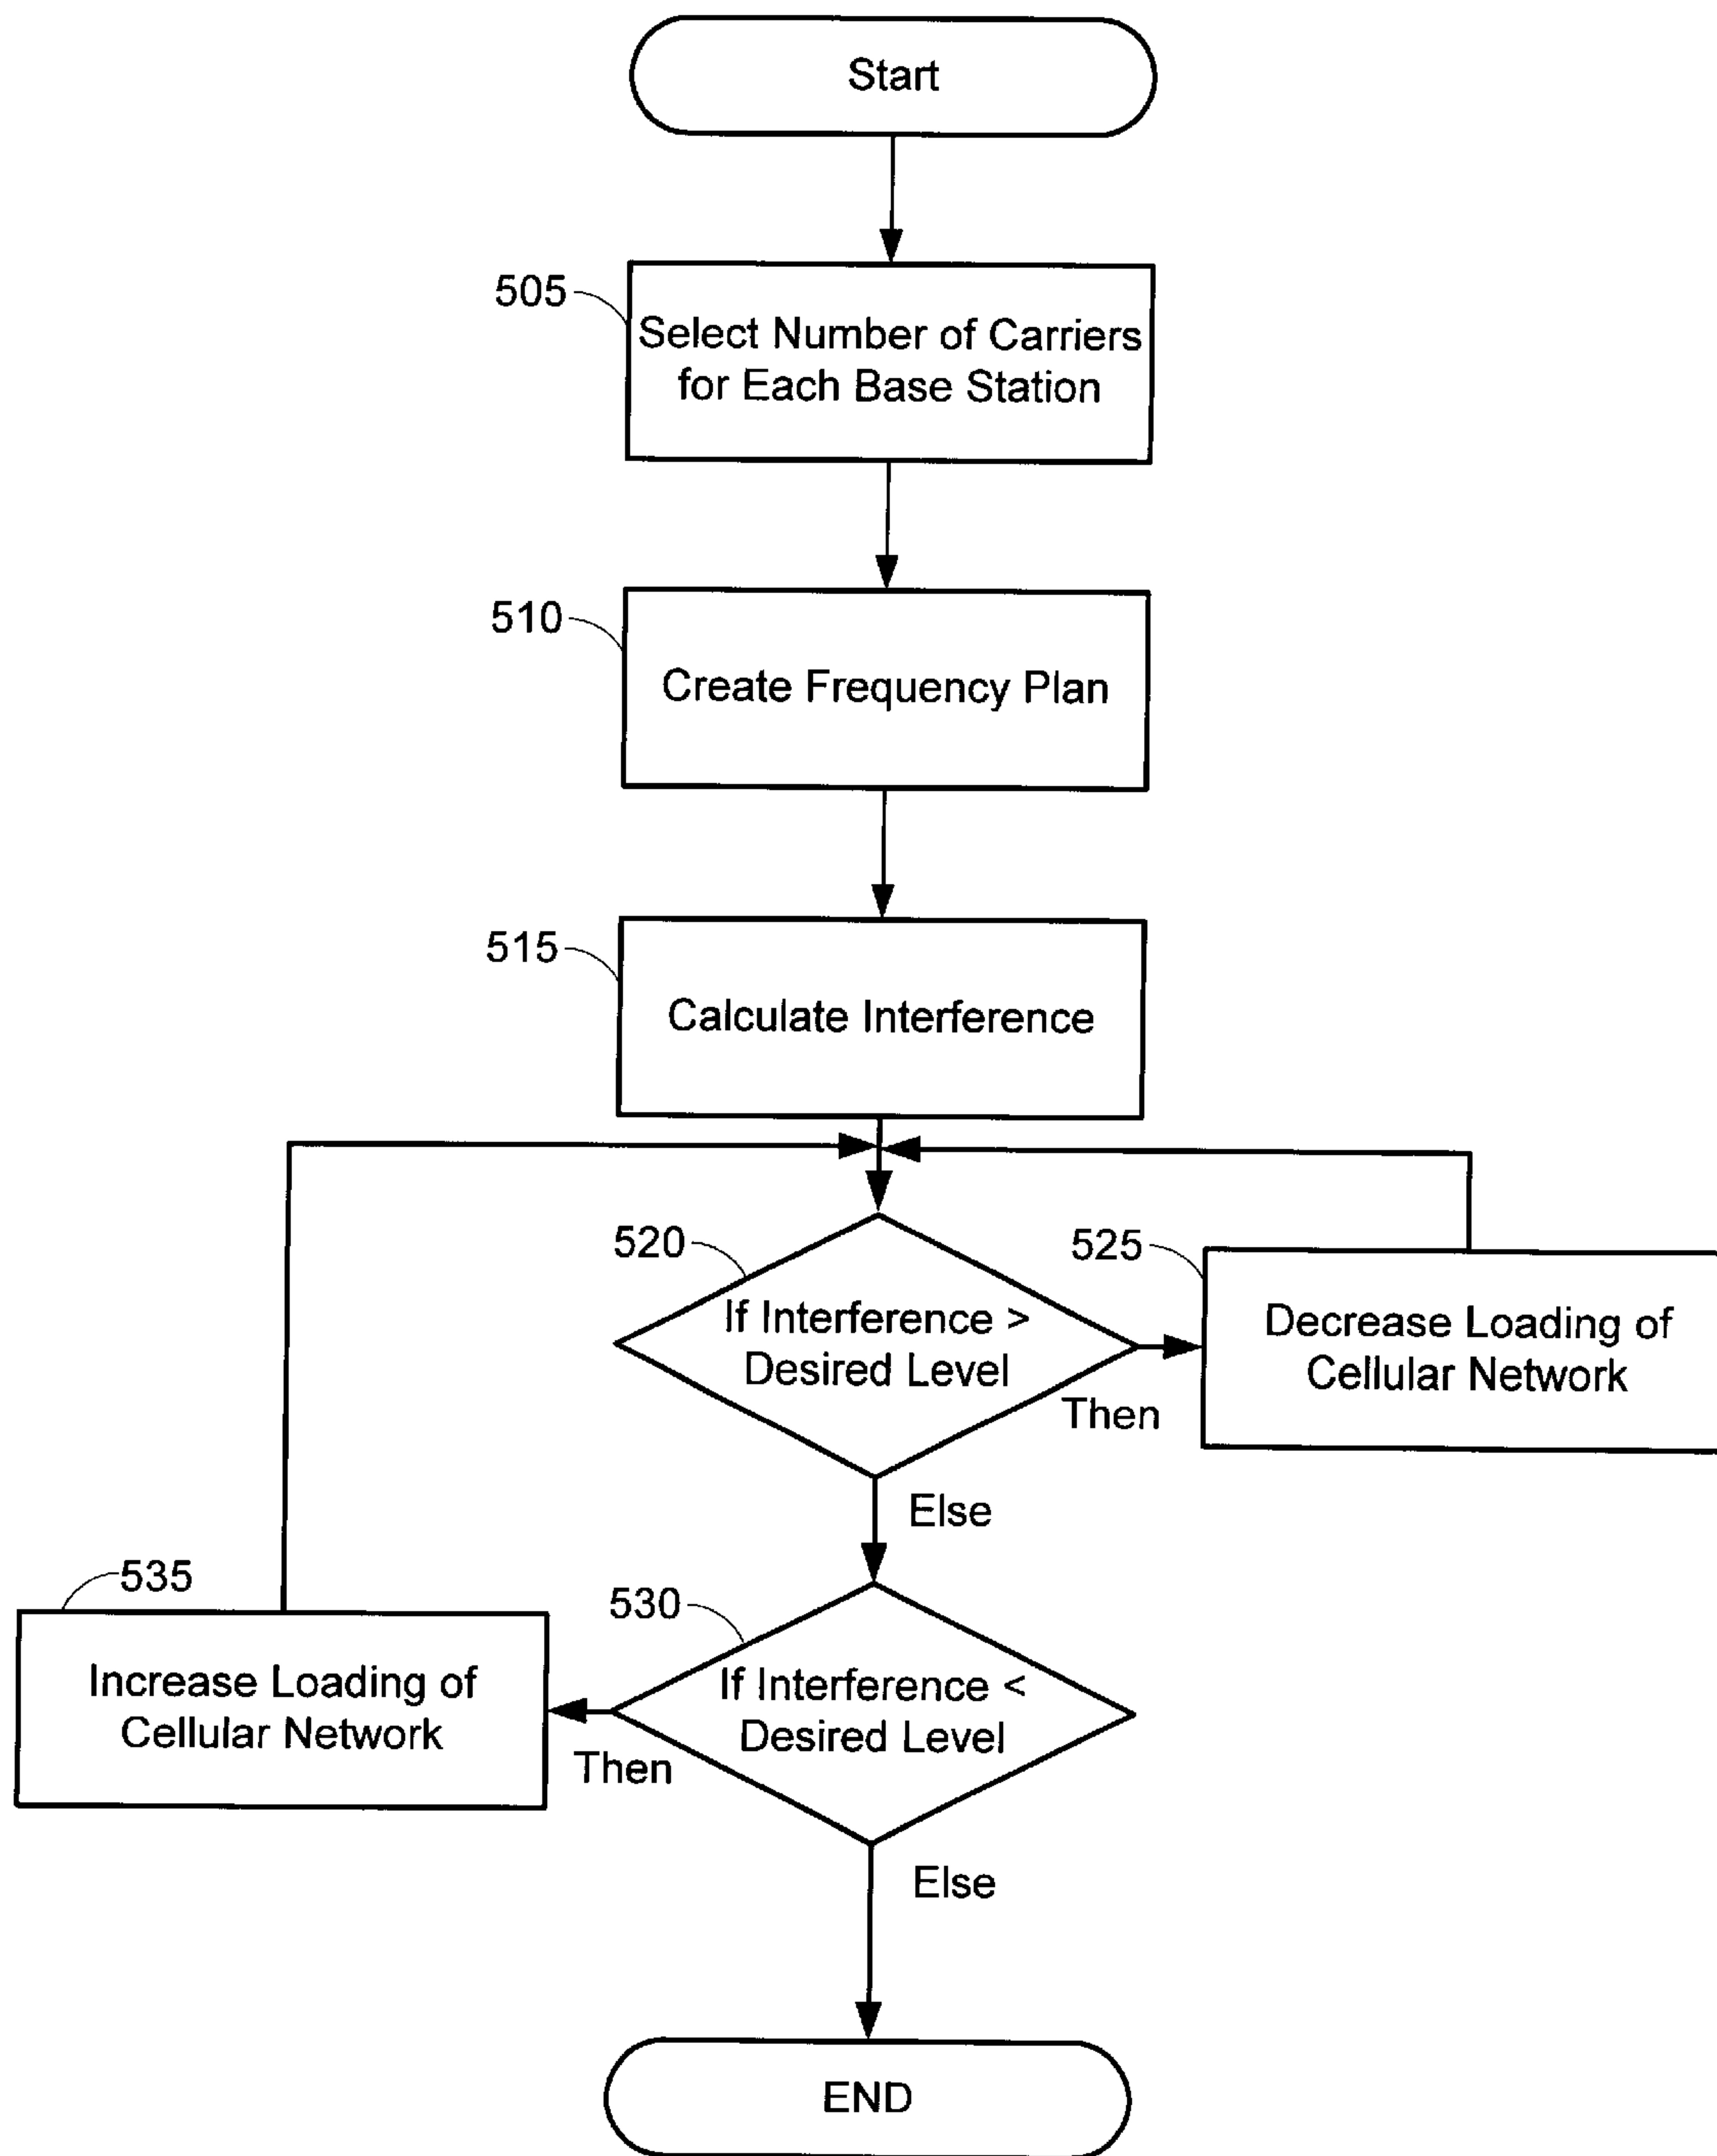 Start
505
Select Number of Carriers
for Each Base Station
510
Create Frequency Plan
515
Calculate Interference
520
If Interference >
Desired Level
Then
525
Decrease Loading of
Cellular Network
Else
535
Increase Loading of
Cellular Network
530
If Interference <
Desired Level
Then
Else
END